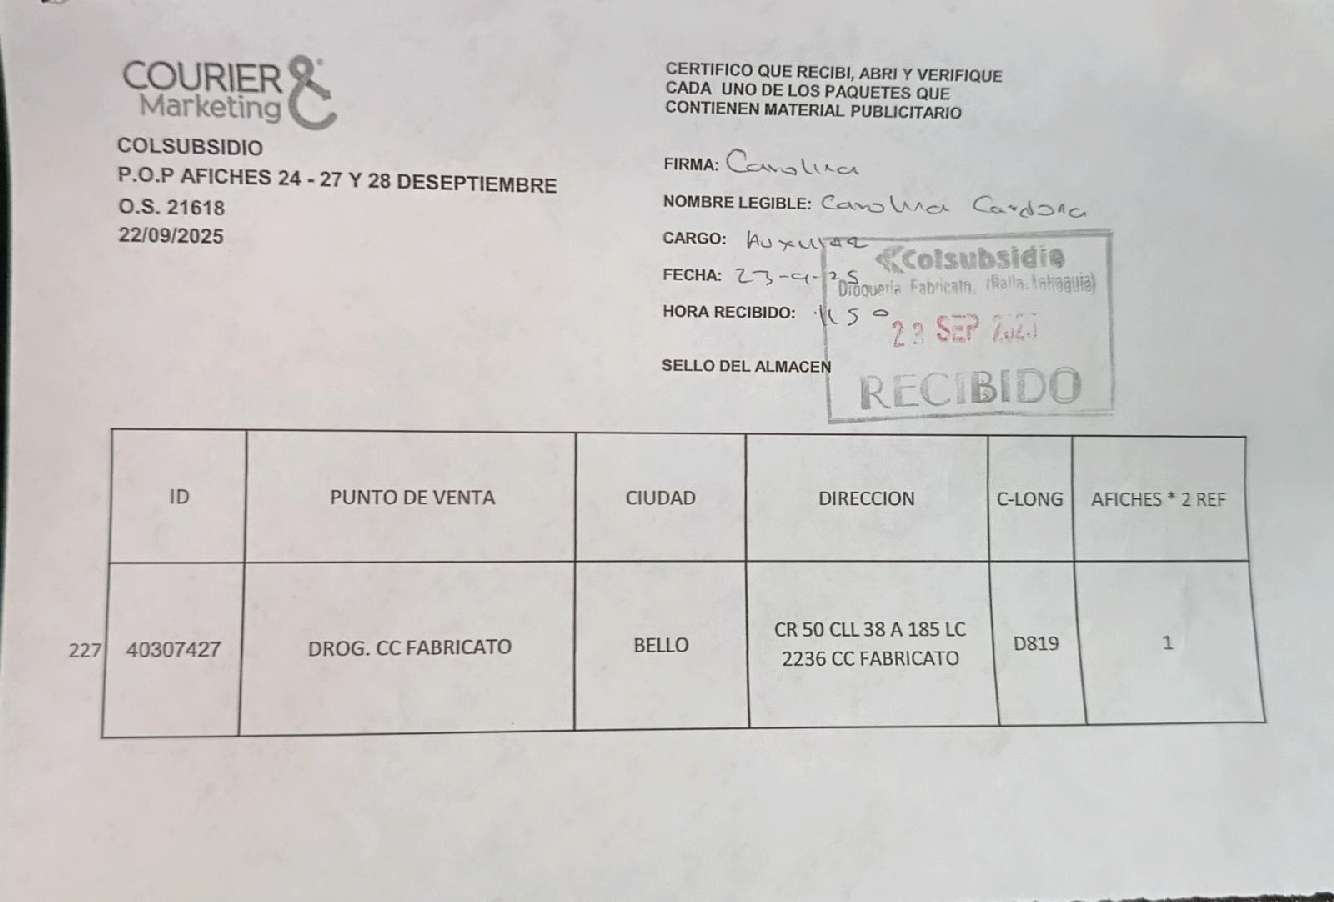 COURIER &
Marketing
COLSUBSIDIO
P.O.P AFICHES 24 - 27 Y 28 DESEPTIEMBRE
O.S. 21618
22/09/2025
CERTIFICO QUE RECIBI, ABRI Y VERIFIQUE
CADA UNO DE LOS PAQUETES QUE
CONTIENEN MATERIAL PUBLICITARIO
FIRMA: Carolina
NOMBRE LEGIBLE: Carolina Cardona
CARGO: Auxiliar
FECHA: 23-9-25
HORA RECIBIDO:
SELLO DEL ALMACEN
Colsubsidio
Droguería Fabricato.
23 SEP 2025
RECIBIDO
ID PUNTO DE VENTA CIUDAD DIRECCION C-LONG AFICHES * 2 REF
227 40307427 DROG. CC FABRICATO BELLO CR 50 CLL 38 A 185 LC D819 1
2236 CC FABRICATO